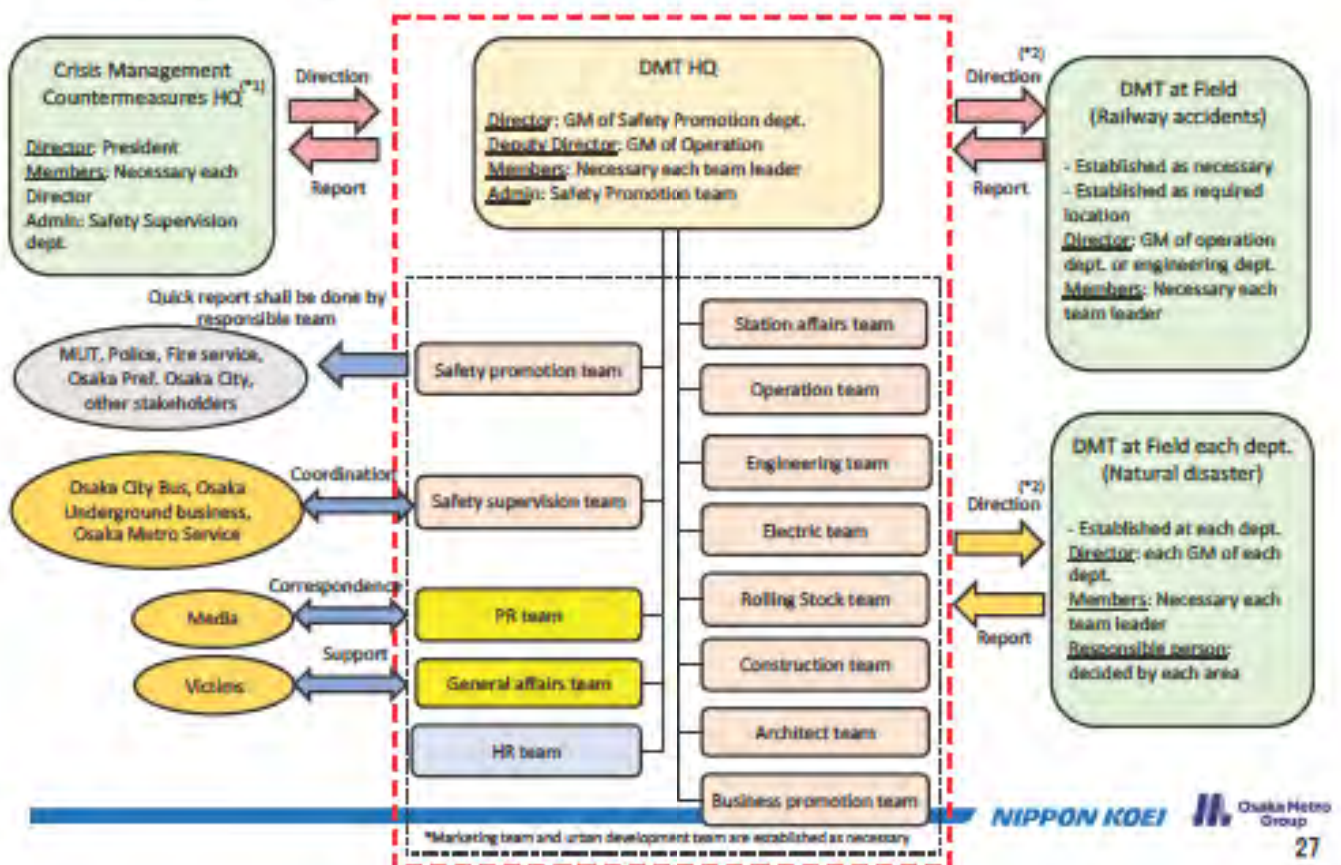 Crisis Management
Countermeasures HQ(*1)
Director: President
Members: Necessary each
Director
Admin: Safety Supervision
dept.
Direction
Report
DMT HQ
Director: GM of Safety Promotion dept.
Deputy Director: GM of Operation
Members: Necessary each team leader
Admin: Safety Promotion team
(*2)
Direction
Report
DMT at Field
(Railway accidents)
- Established as necessary
- Established as required
location
Director: GM of operation
dept. or engineering dept.
Members: Necessary each
team leader
Quick report shall be done by
responsible team
MLIT, Police, Fire service,
Osaka Pref. Osaka City,
other stakeholders
Safety promotion team
Osaka City Bus, Osaka
Underground business,
Osaka Metro Service
Coordination
Safety supervision team
Media
Correspondence
PR team
Victims
Support
General affairs team
HR team
Station affairs team
Operation team
Engineering team
Electric team
Rolling Stock team
Construction team
Architect team
Business promotion team
(*2)
Direction
Report
DMT at Field each dept.
(Natural disaster)
- Established at each dept.
Director: each GM of each
dept.
Members: Necessary each
team leader
Responsible person:
decided by each area
*Marketing team and urban development team are established as necessary
NIPPON KOEI
Osaka Metro
Group
27